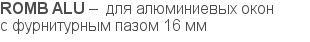 ROMB ALU – для алюминиевых окон
с фурнитурным пазом 16 мм